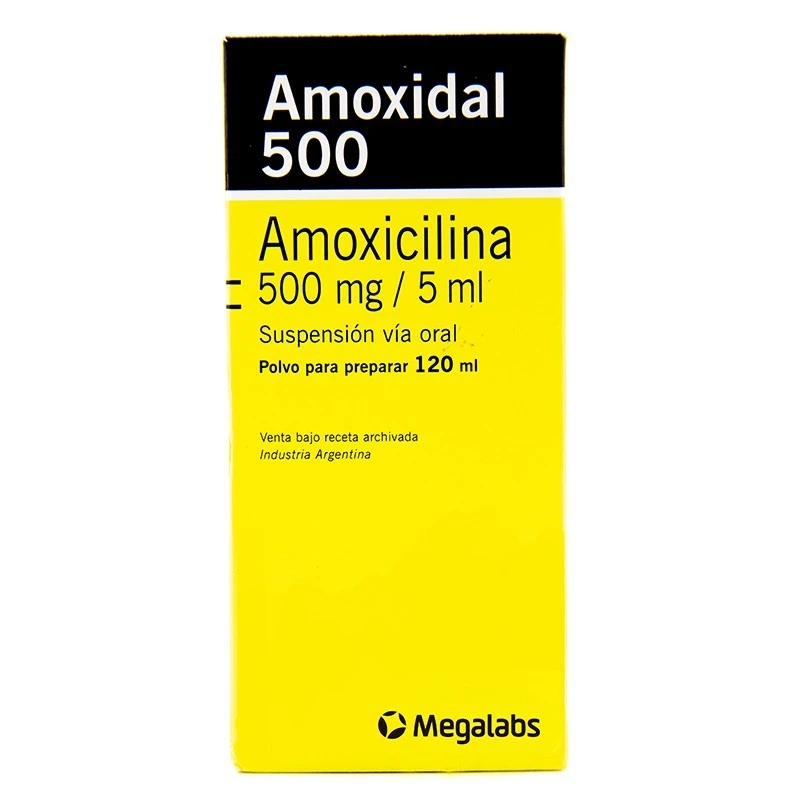 Amoxidal
500
Amoxicilina
500 mg / 5 ml
Suspensión vía oral
Polvo para preparar 120 ml
Venta bajo receta archivada
Industria Argentina
Megalabs